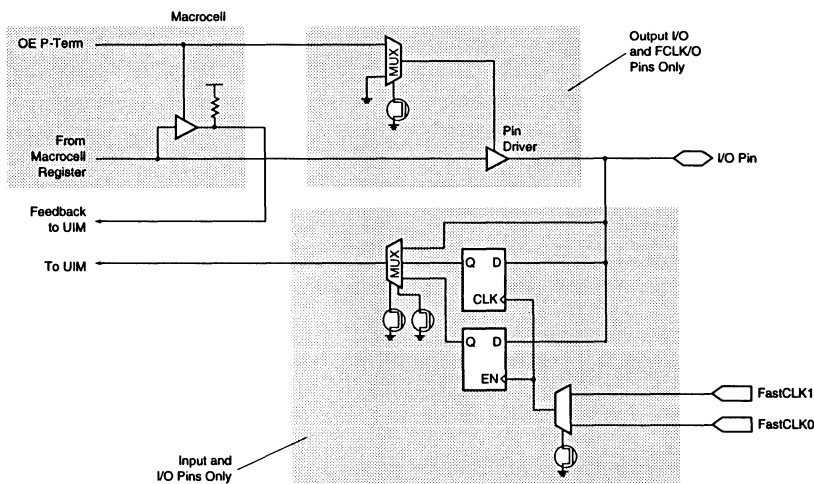 Macrocell
OE P-Term
MUX
Output I/O
and FCLK/O
Pins Only
Pin
Driver
From
Macrocell
Register
I/O Pin
Feedback
to UIM
To UIM
MUX
Q D
CLK
Q D
EN
FastCLK1
FastCLK0
Input and
I/O Pins Only